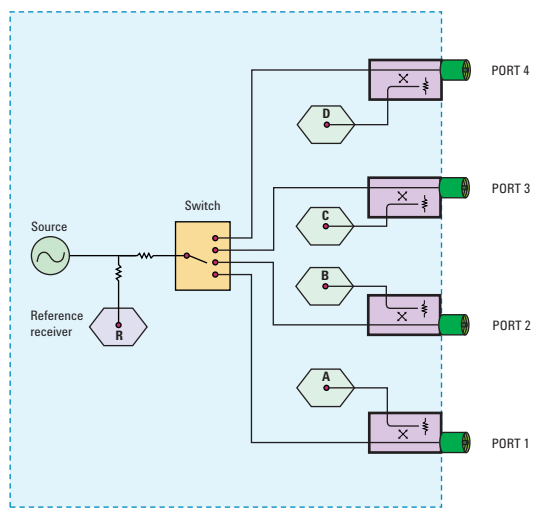 PORT 4
D
PORT 3
Switch
C
Source
B
Reference
receiver
R
PORT 2
A
PORT 1